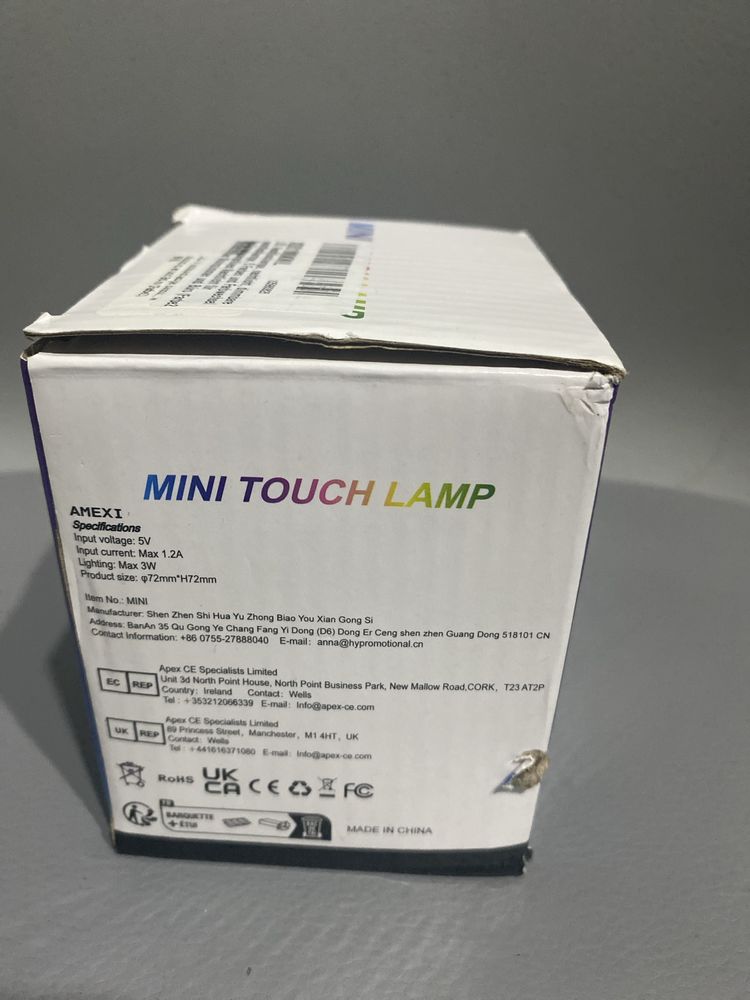 MINI
MINI TOUCH LAMP
AMEXI
Specifications
Input voltage: 5V
Input current: Max 1.2A
Lighting: Max 3W
Product size: φ72mm*H72mm
Item No.: MINI
Manufacturer: Shen Zhen Shi Hua Yu Zhong Biao You Xian Gong Si
Address: BanAn 35 Qu Gong Ye Chang Fang Yi Dong (D6) Dong Er Ceng shen zhen Guang Dong 518101 CN
Contact Information: +86 0755-27888040 E-mail: anna@hypromotional.cn
EC REP
Apex CE Specialists Limited
Unit 3d North Point House, North Point Business Park, New Mallow Road,CORK, T23 AT2P
Country: Ireland Contact: Wells
Tel: +353212066339 E-mail: Info@apex-ce.com
UK REP
Apex CE Specialists Limited
89 Princess Street, Manchester, M1 4HT, UK
Contact: Wells
Tel: +441616371080 E-mail: Info@apex-ce.com
RoHS UK CA CE FC
FR
BARQUETTE
+ ÉTUI
MADE IN CHINA